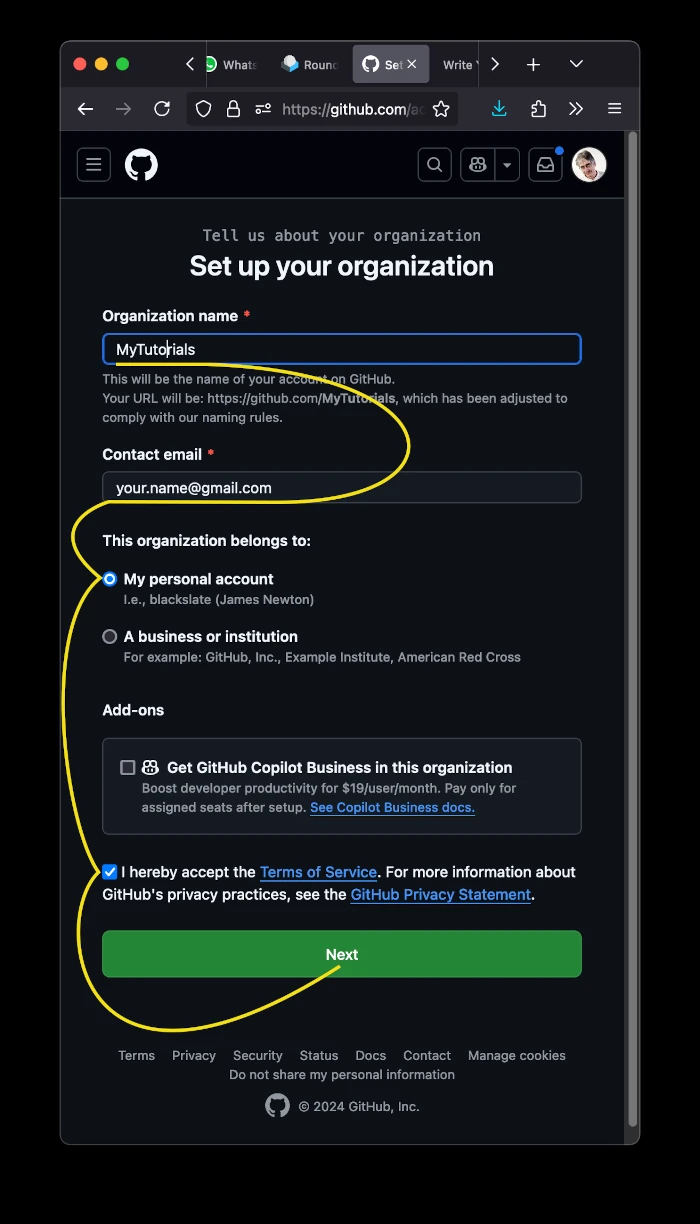 Whats
Roun
Set
Write
https://github.com/ac
Tell us about your organization
Set up your organization
Organization name *
MyTutorials
This will be the name of your account on GitHub.
Your URL will be: https://github.com/MyTutorials, which has been adjusted to
comply with our naming rules.
Contact email *
your.name@gmail.com
This organization belongs to:
My personal account
I.e., blackslate (James Newton)
A business or institution
For example: GitHub, Inc., Example Institute, American Red Cross
Add-ons
Get GitHub Copilot Business in this organization
Boost developer productivity for $19/user/month. Pay only for
assigned seats after setup. See Copilot Business docs.
I hereby accept the Terms of Service. For more information about
GitHub's privacy practices, see the GitHub Privacy Statement.
Next
Terms Privacy Security Status Docs Contact Manage cookies
Do not share my personal information
© 2024 GitHub, Inc.